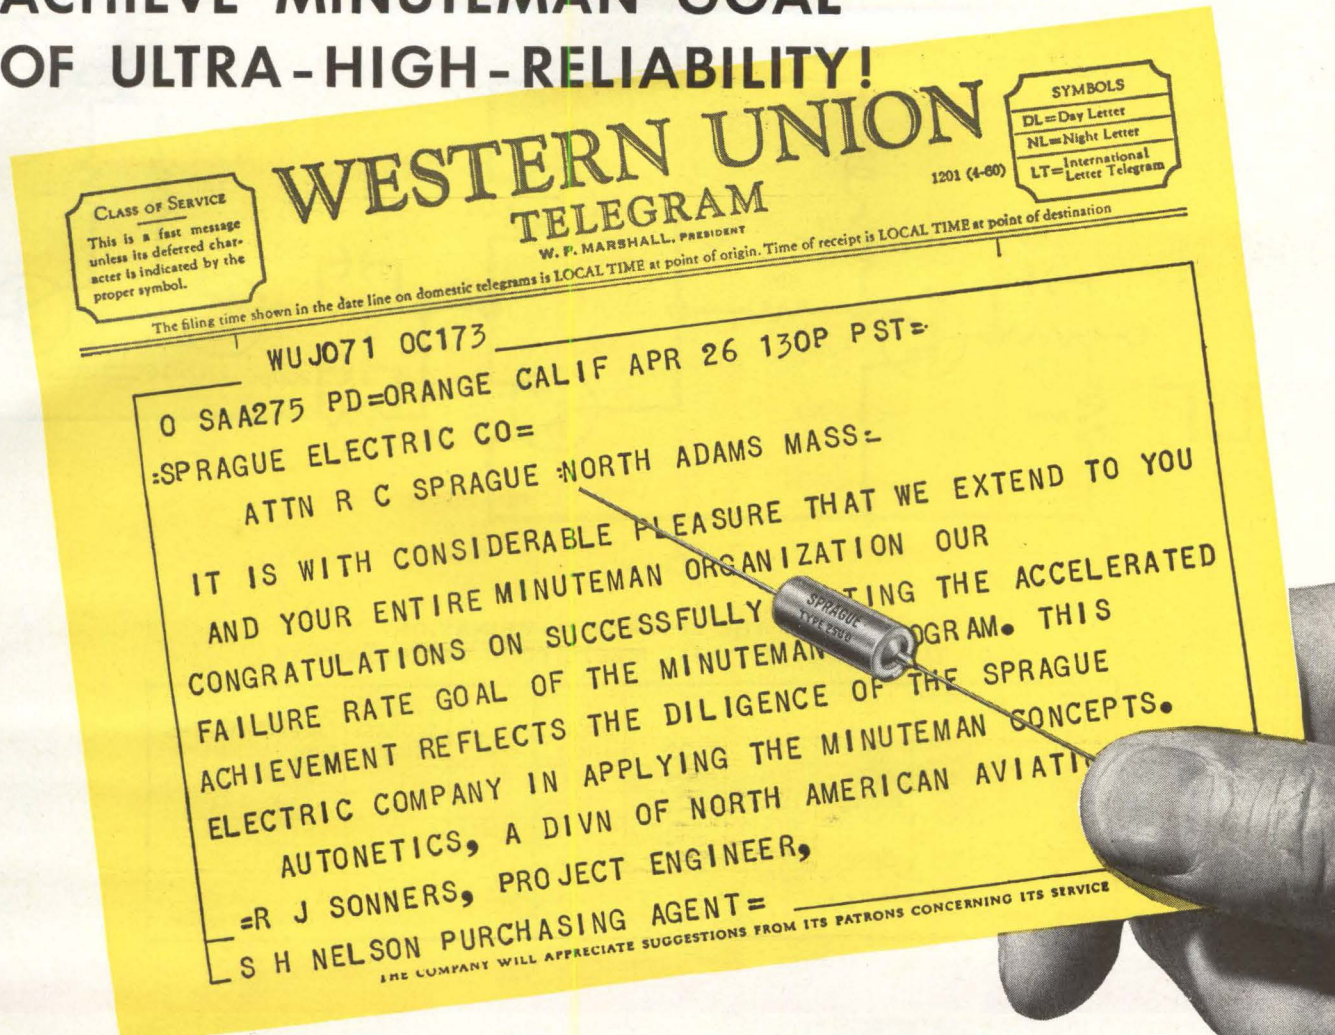 ACHIEVE MINUTEMAN GOAL
OF ULTRA-HIGH-RELIABILITY!
CLASS OF SERVICE
This is a fast message
unless its deferred char-
acter is indicated by the
proper symbol.
WESTERN UNION
TELEGRAM
W. P. MARSHALL, PRESIDENT
1201 (4-60)
SYMBOLS
DL=Day Letter
NL=Night Letter
LT=International Letter Telegram
The filing time shown in the date line on domestic telegrams is LOCAL TIME at point of origin. Time of receipt is LOCAL TIME at point of destination
WUJ071 OC173
O SAA275 PD=ORANGE CALIF APR 26 130P PST=
:SPRAGUE ELECTRIC CO=
ATTN R C SPRAGUE :NORTH ADAMS MASS=
IT IS WITH CONSIDERABLE PLEASURE THAT WE EXTEND TO YOU
AND YOUR ENTIRE MINUTEMAN ORGANIZATION OUR
CONGRATULATIONS ON SUCCESSFULLY TING THE ACCELERATED
FAILURE RATE GOAL OF THE MINUTEMAN OGRAM. THIS
ACHIEVEMENT REFLECTS THE DILIGENCE OF THE SPRAGUE
ELECTRIC COMPANY IN APPLYING THE MINUTEMAN CONCEPTS.
AUTONETICS, A DIVN OF NORTH AMERICAN AVIATI
=R J SONNERS, PROJECT ENGINEER,
S H NELSON PURCHASING AGENT=
THE COMPANY WILL APPRECIATE SUGGESTIONS FROM ITS PATRONS CONCERNING ITS SERVICE
SPRAGUE
TYPE